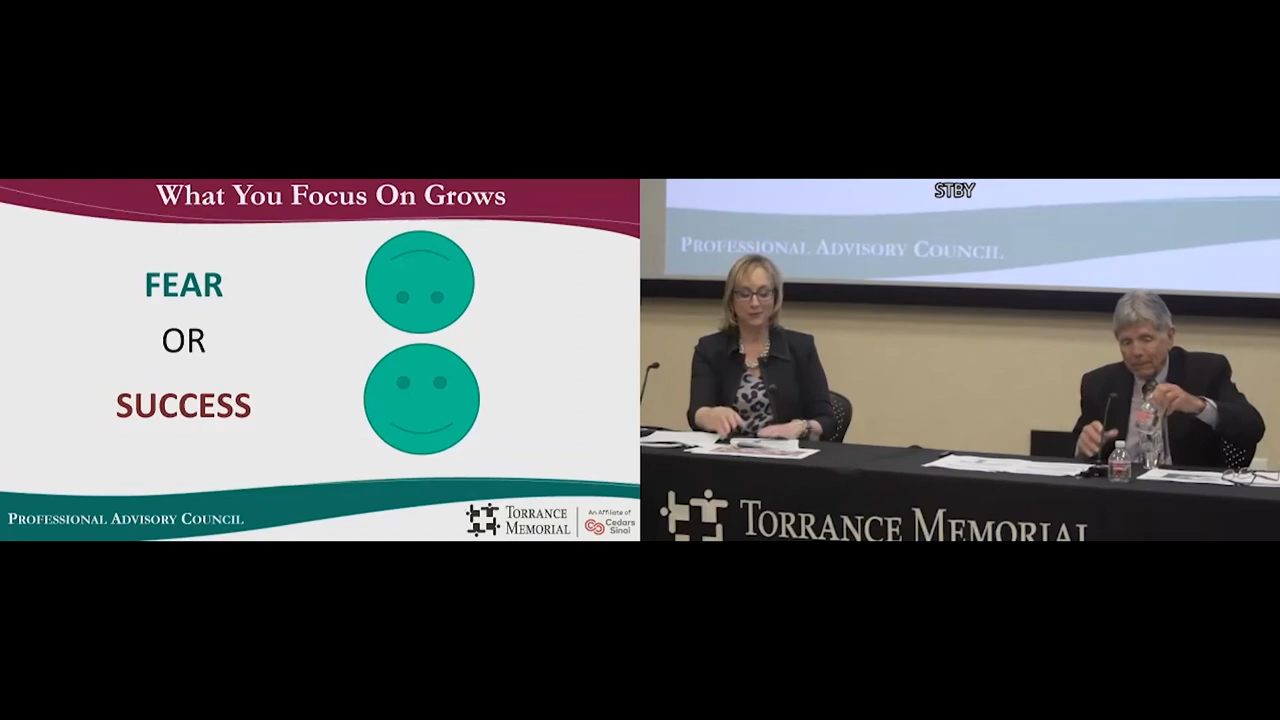 What You Focus On Grows
FEAR
OR
SUCCESS
PROFESSIONAL ADVISORY COUNCIL
TORRANCE
MEMORIAL
An Affiliate of
Cedars
Sinai
STBY
PROFESSIONAL ADVISORY COUNCIL
TORRANCE MEMORIAL